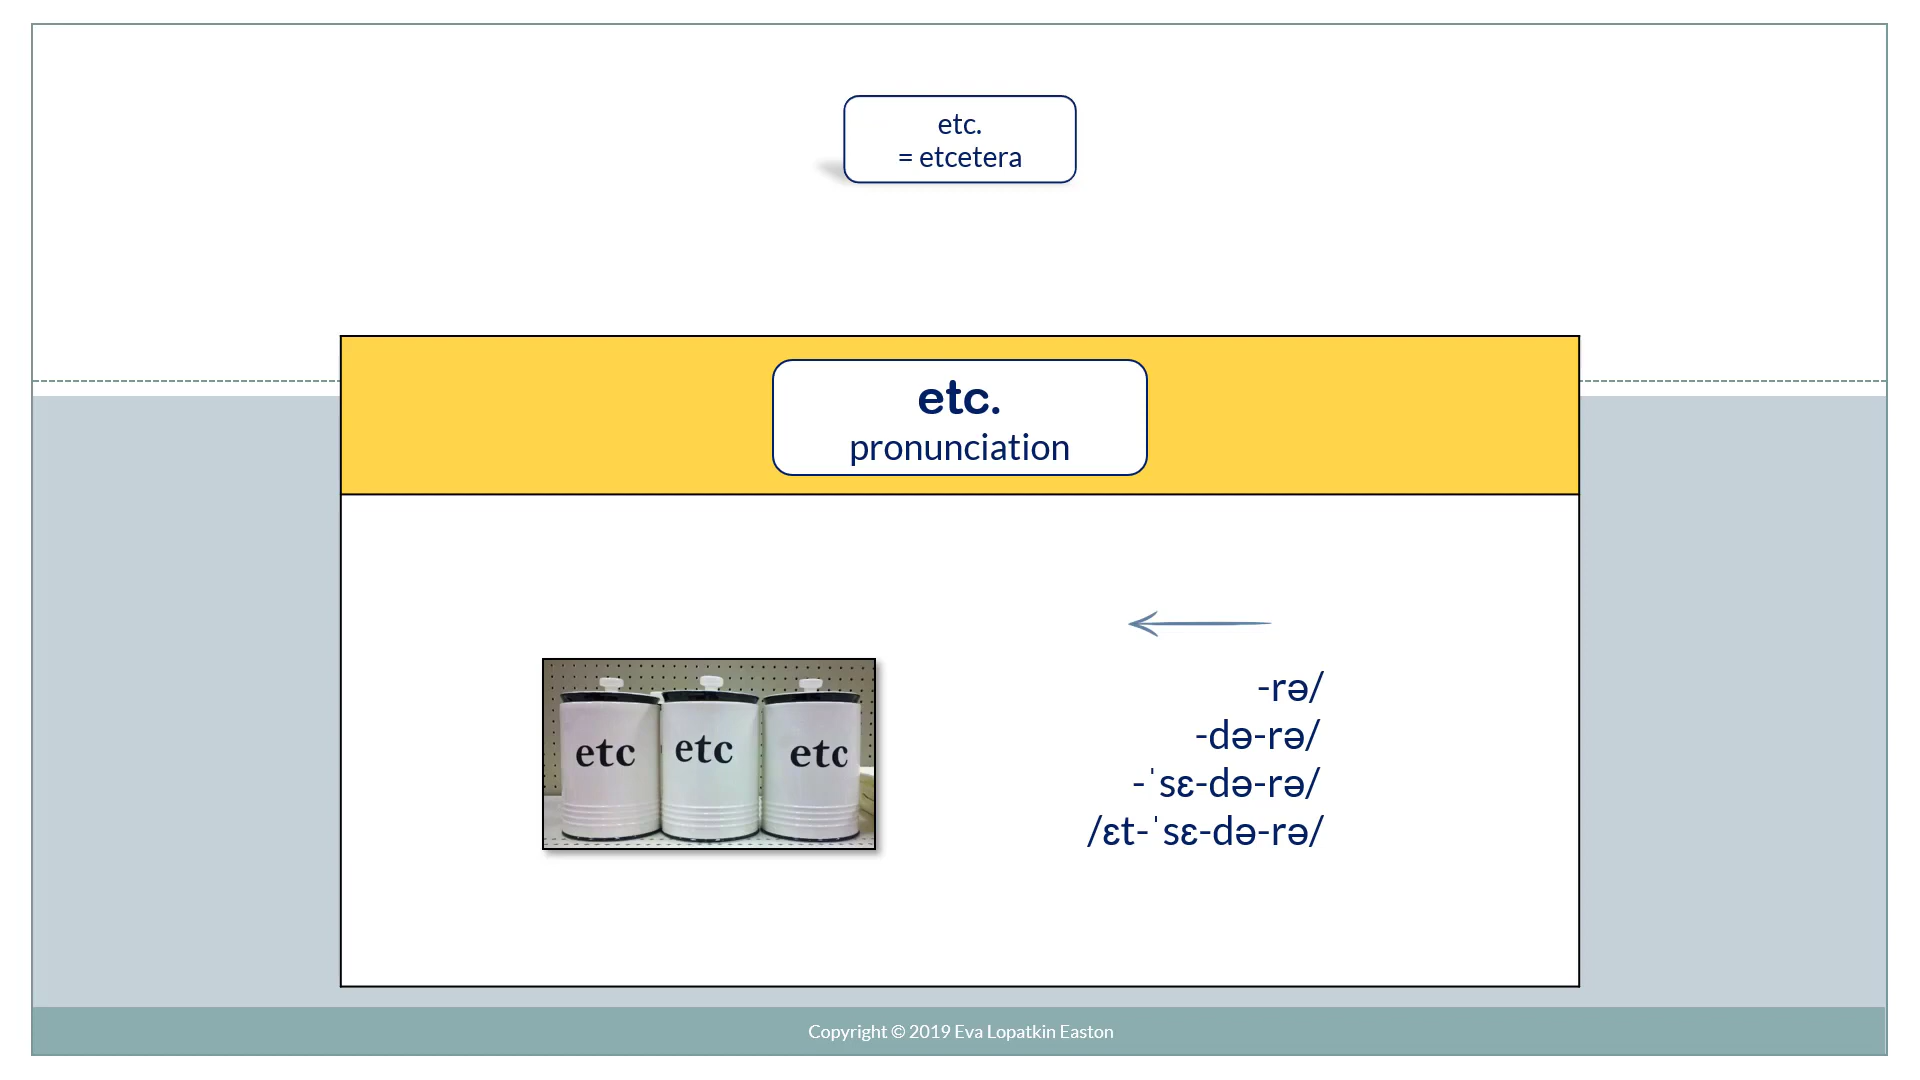 etc.
= etcetera
etc.
pronunciation
etc etc etc
-rə/
-də-rə/
-ˈsɛ-də-rə/
/ɛt-ˈsɛ-də-rə/
Copyright © 2019 Eva Lopatkin Easton